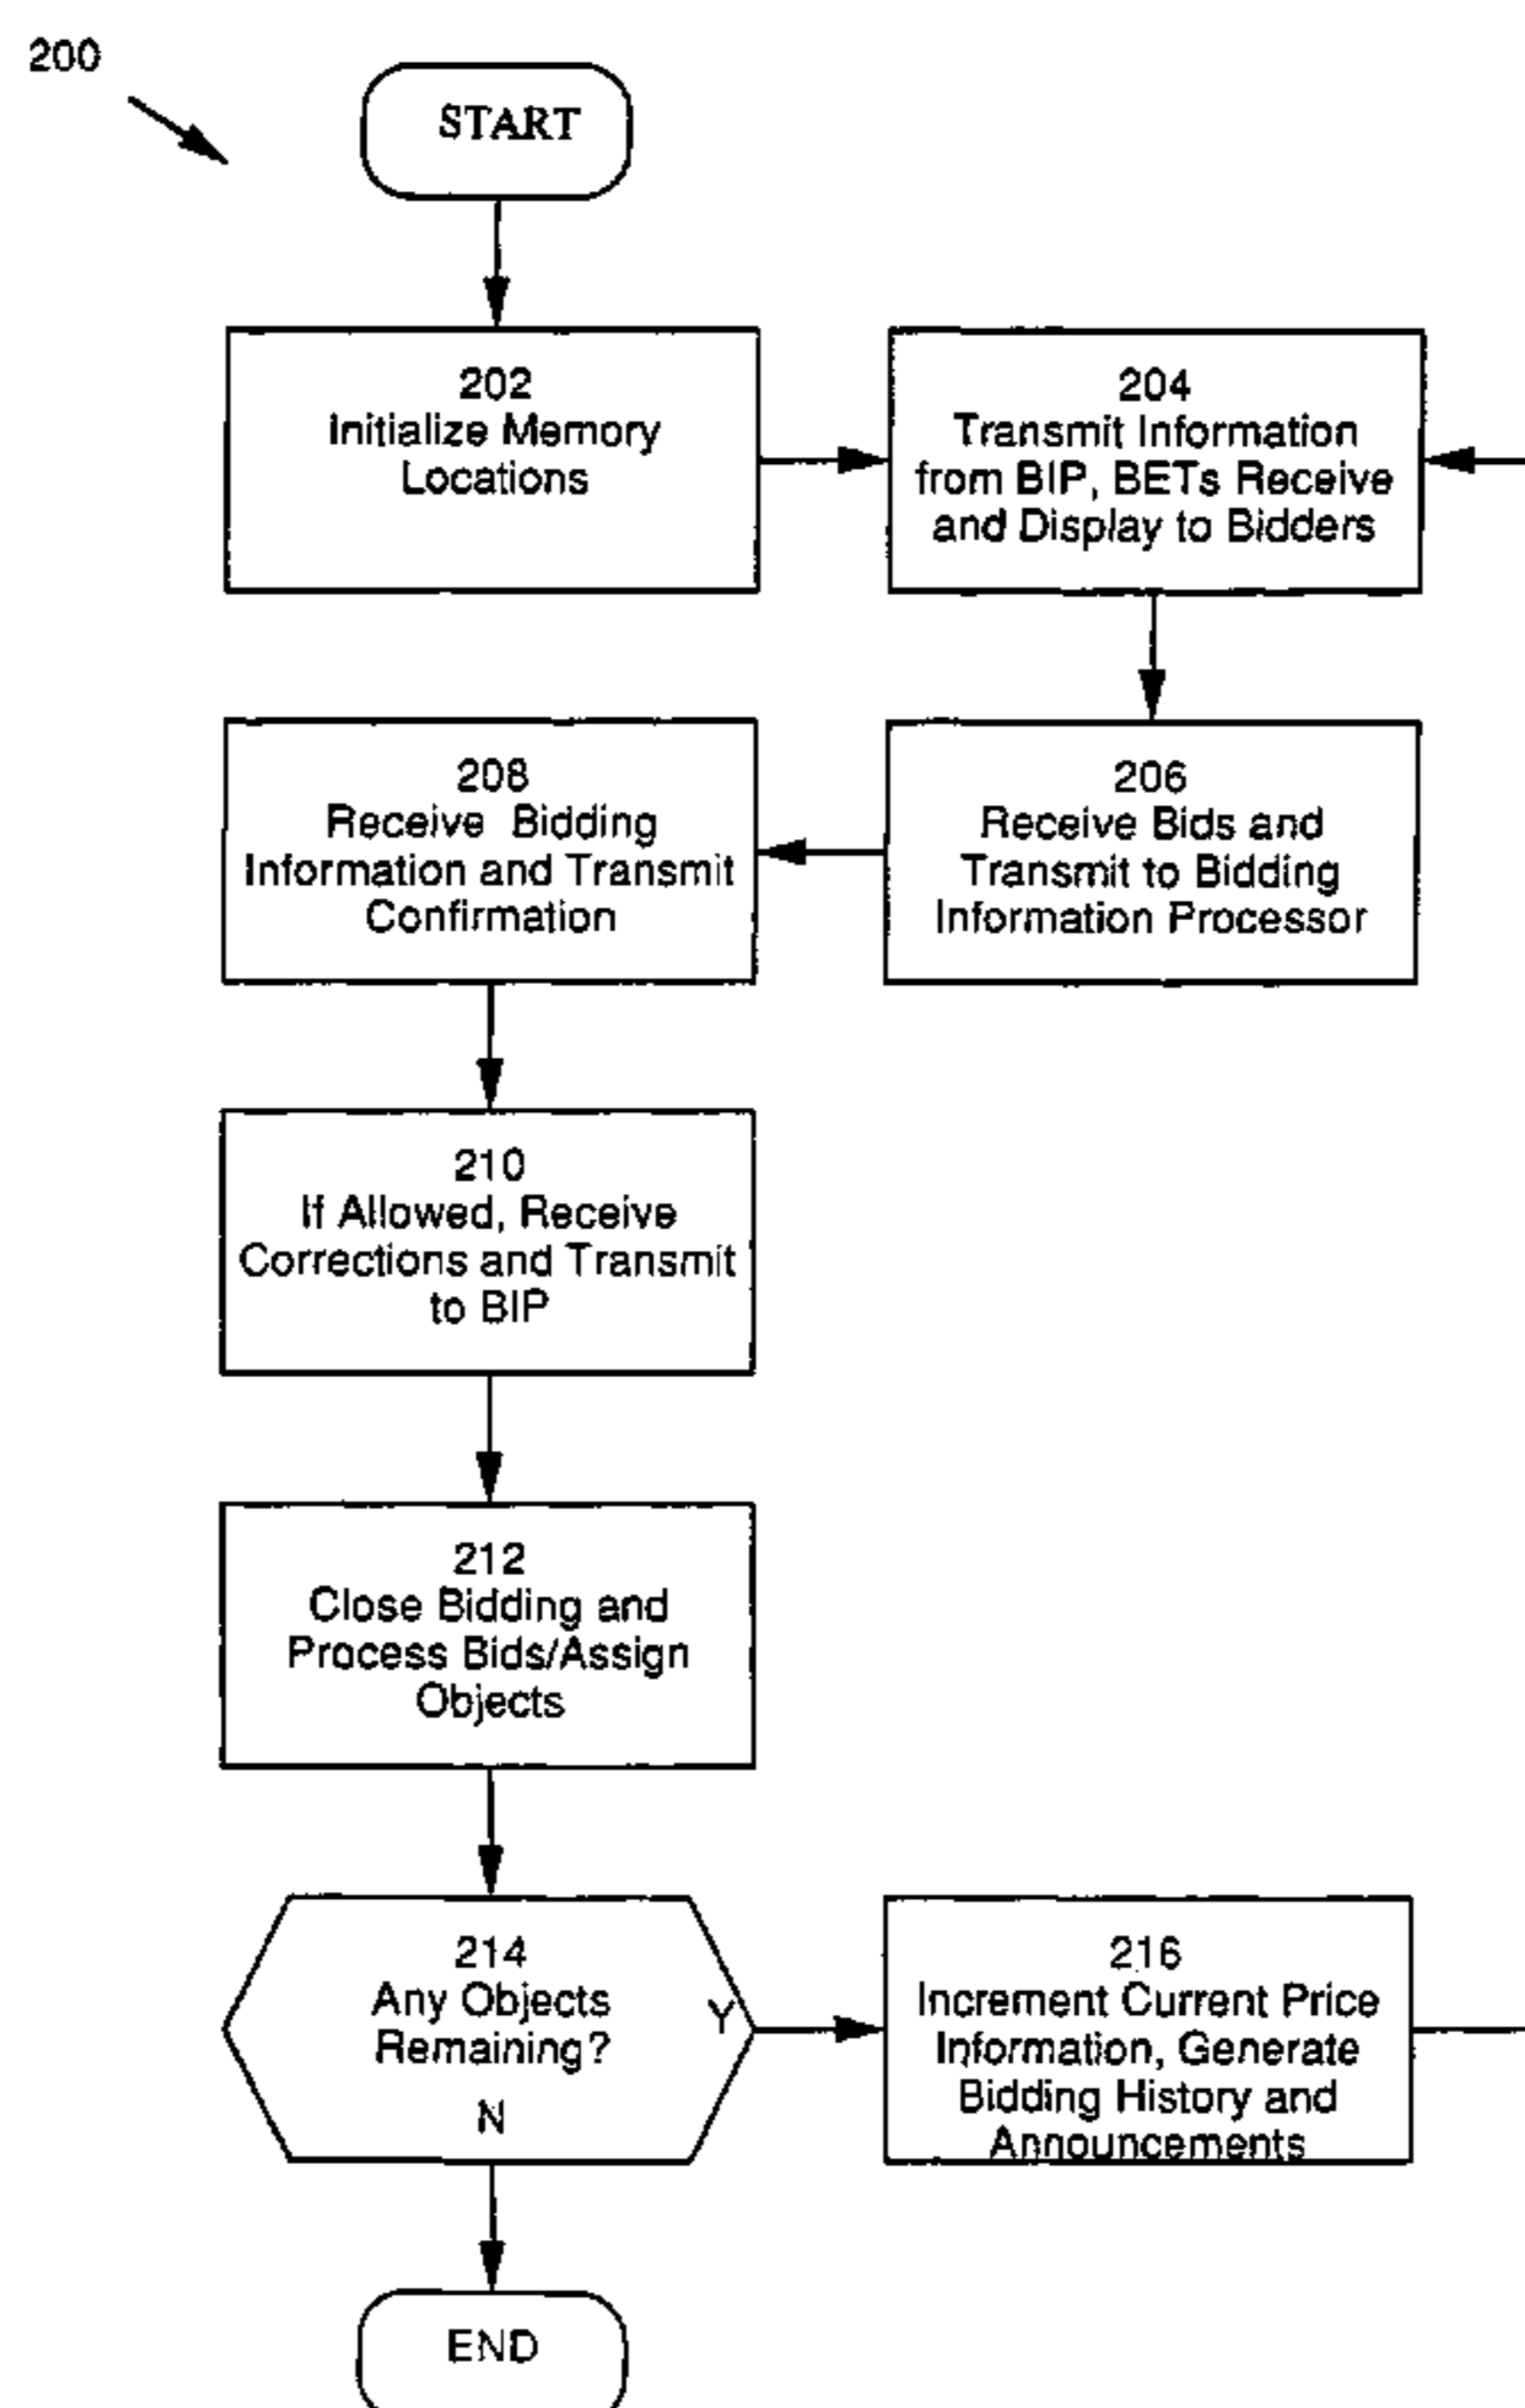 200
START
202
Initialize Memory
Locations
204
Transmit Information
from BIP, BETs Receive
and Display to Bidders
206
Receive Bids and
Transmit to Bidding
Information Processor
208
Receive Bidding
Information and Transmit
Confirmation
210
If Allowed, Receive
Corrections and Transmit
to BIP
212
Close Bidding and
Process Bids/Assign
Objects
214
Any Objects
Remaining?
Y
N
216
Increment Current Price
Information, Generate
Bidding History and
Announcements
END